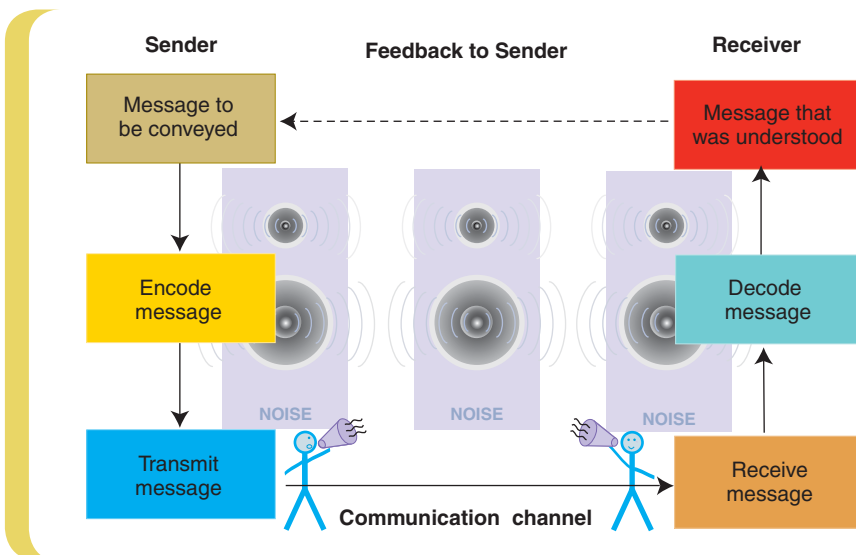 Sender
Feedback to Sender
Receiver
Message to
be conveyed
Message that
was understood
Encode
message
Decode
message
NOISE
NOISE
NOISE
Transmit
message
Receive
message
Communication channel